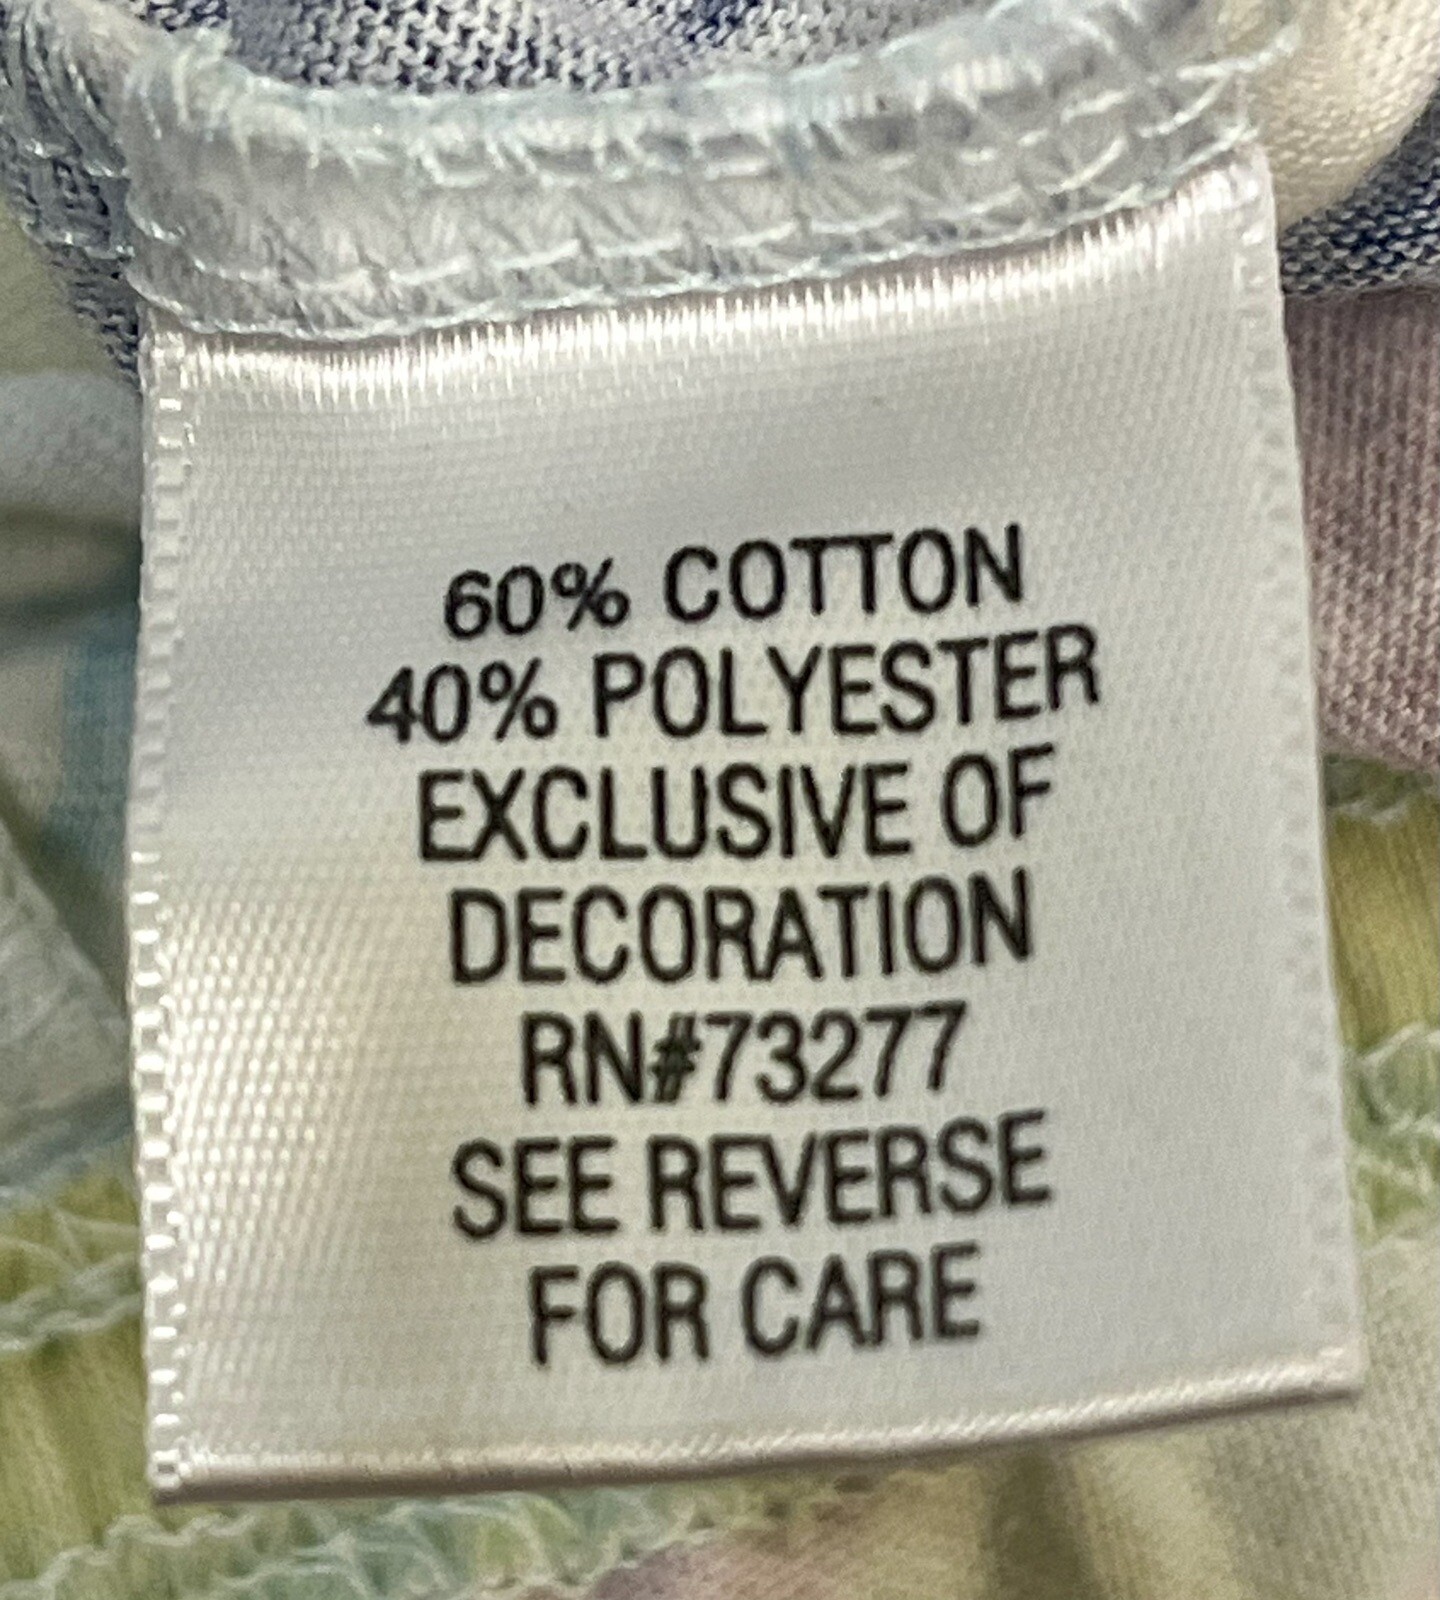 60% COTTON
40% POLYESTER
EXCLUSIVE OF
DECORATION
RN#73277
SEE REVERSE
FOR CARE